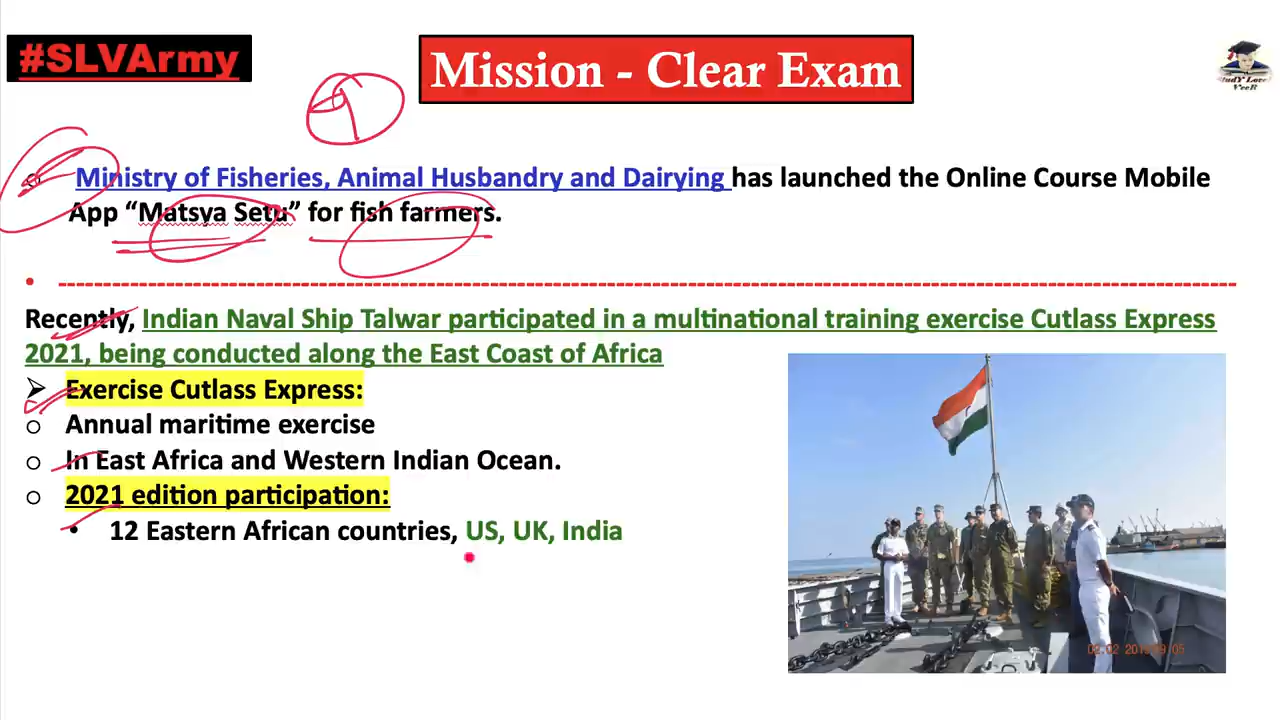 #SLVArmy
Mission - Clear Exam
StudY Lover
VeeR
Ministry of Fisheries, Animal Husbandry and Dairying has launched the Online Course Mobile
App “Matsya Setu” for fish farmers.
• ---------------------------------------------------------------------------------------------------------------------------
Recently, Indian Naval Ship Talwar participated in a multinational training exercise Cutlass Express
2021, being conducted along the East Coast of Africa
➢ Exercise Cutlass Express:
o Annual maritime exercise
o In East Africa and Western Indian Ocean.
o 2021 edition participation:
• 12 Eastern African countries, US, UK, India